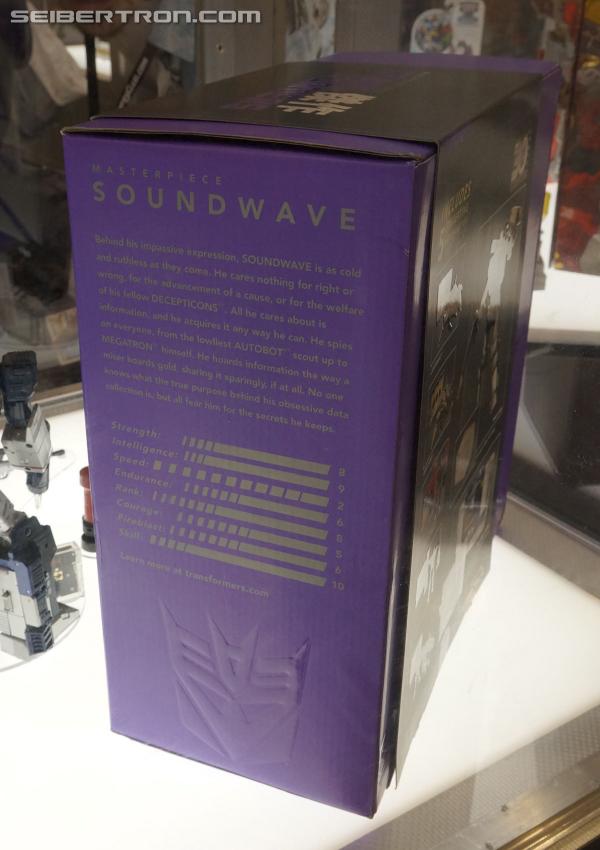 SEIBERTRON.COM
MASTERPIECE
SOUNDWAVE
Behind his impassive expression, SOUNDWAVE is as cold
and ruthless as they come. He cares nothing for right or
wrong, for the advancement of a cause, or for the welfare
of his fellow DECEPTICONS™. All he cares about is
information, and he acquires it any way he can. He spies
on everyone, from the lowliest AUTOBOT™ scout up to
MEGATRON™ himself. He hoards information the way a
miser hoards gold, sharing it sparingly, if at all. No one
knows what the true purpose behind his obsessive data
collection is, but all fear him for the secrets he keeps.
Strength: 8
Intelligence: 9
Speed: 2
Endurance: 6
Rank: 8
Courage: 5
Fireblast: 6
Skill: 10
Learn more at transformers.com
INCLUDES